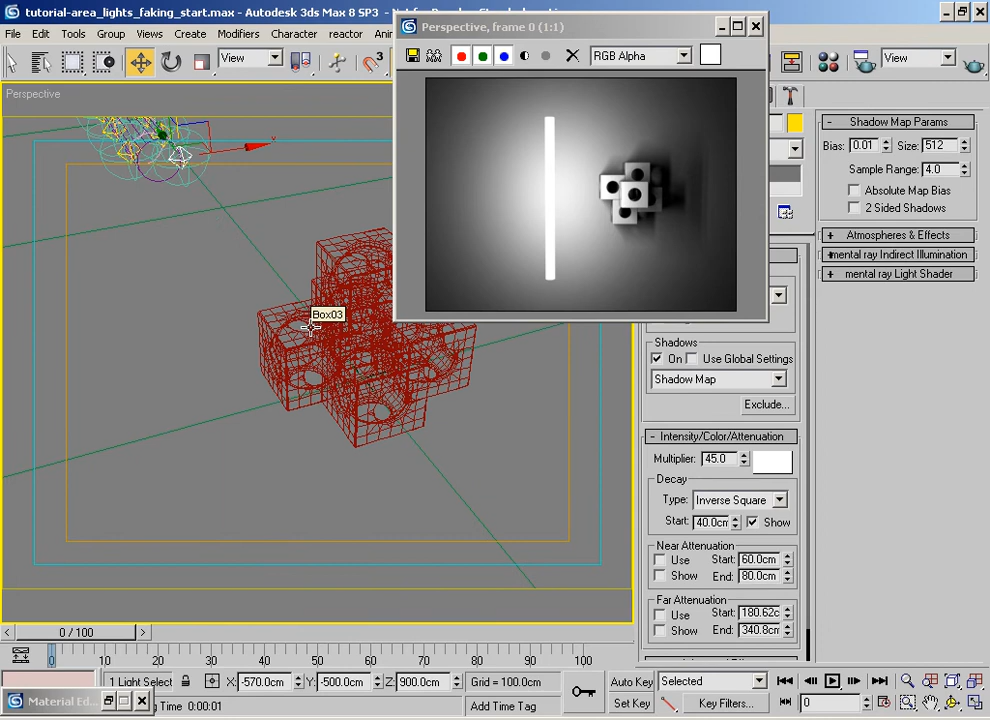 tutorial-area_lights_faking_start.max - Autodesk 3ds Max 8 SP3
Perspective, frame 0 (1:1)
File Edit Tools Group Views Create Modifiers Character reactor
View
RGB Alpha
View
Perspective
Shadow Map Params
Bias: 0.01 Size: 512
Sample Range: 4.0
Absolute Map Bias
2 Sided Shadows
Atmospheres & Effects
mental ray Indirect Illumination
mental ray Light Shader
Box03
Shadows
On Use Global Settings
Shadow Map
Exclude...
Intensity/Color/Attenuation
Multiplier: 45.0
Decay
Type: Inverse Square
Start: 40.0cm Show
Near Attenuation
Use Start: 60.0cm
Show End: 80.0cm
Far Attenuation
Use Start: 180.62c
Show End: 340.8cm
0 / 100
0 10 20 30 40 50 60 70 80 90 100
1 Light Select X: -570.0cm Y: -500.0cm Z: 900.0cm Grid = 100.0cm Auto Key Selected
Material Ed... Time 0:00:01 Add Time Tag Set Key Key Filters... 0